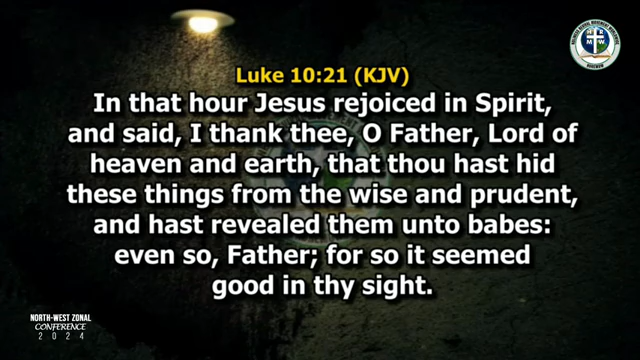 Luke 10:21 (KJV)
In that hour Jesus rejoiced in Spirit,
and said, I thank thee, O Father, Lord of
heaven and earth, that thou hast hid
these things from the wise and prudent,
and hast revealed them unto babes:
even so, Father; for so it seemed
good in thy sight.
NORTH-WEST ZONAL
CONFERENCE
2024